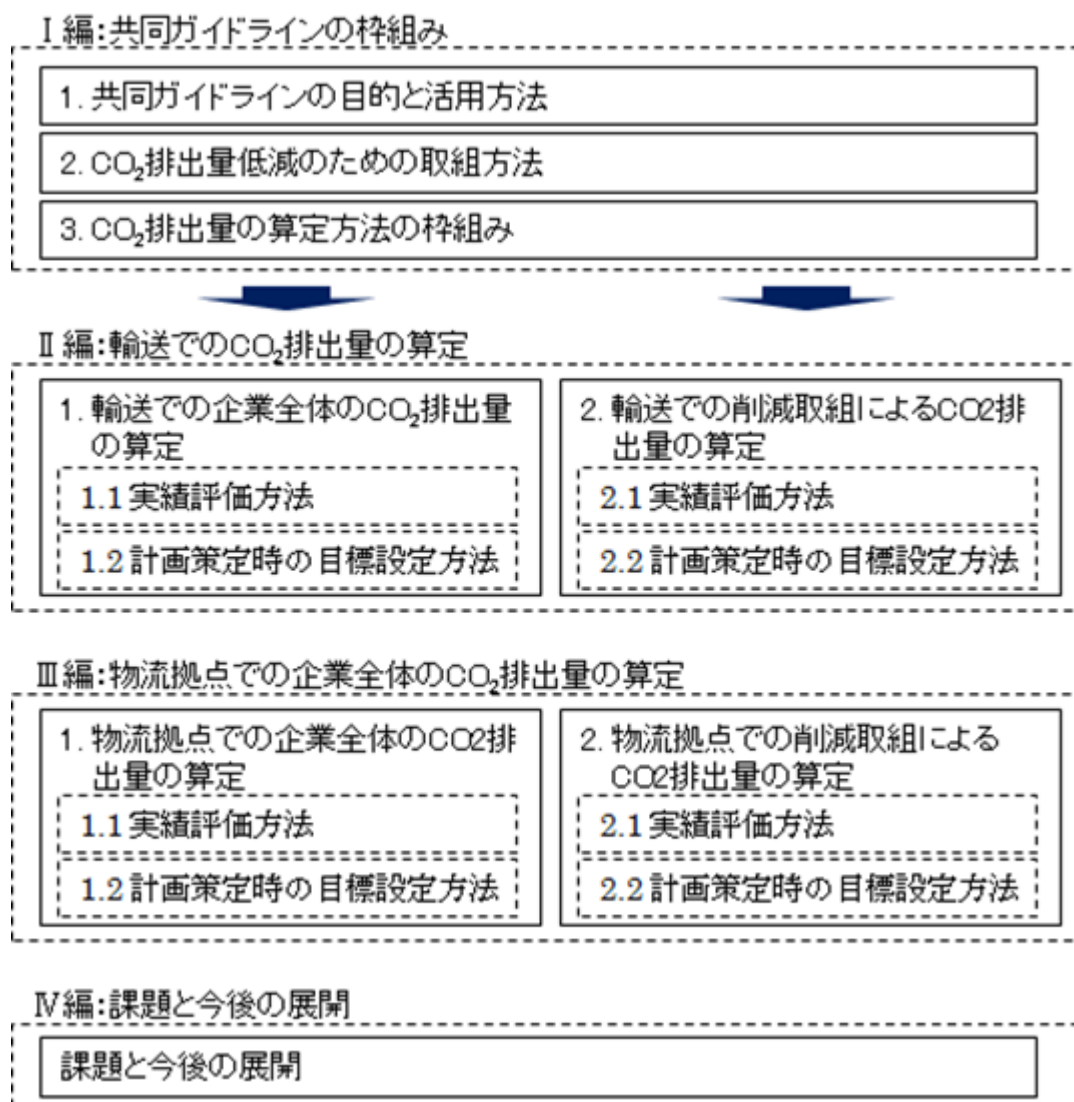 Ⅰ編:共同ガイドラインの枠組み
1. 共同ガイドラインの目的と活用方法
2. CO₂排出量低減のための取組方法
3. CO₂排出量の算定方法の枠組み
Ⅱ編:輸送でのCO₂排出量の算定
1. 輸送での企業全体のCO₂排出量
の算定
1.1 実績評価方法
1.2 計画策定時の目標設定方法
2. 輸送での削減取組によるCO2排
出量の算定
2.1 実績評価方法
2.2 計画策定時の目標設定方法
Ⅲ編:物流拠点での企業全体のCO₂排出量の算定
1. 物流拠点での企業全体のCO2排
出量の算定
1.1 実績評価方法
1.2 計画策定時の目標設定方法
2. 物流拠点での削減取組による
CO2排出量の算定
2.1 実績評価方法
2.2 計画策定時の目標設定方法
Ⅳ編:課題と今後の展開
課題と今後の展開